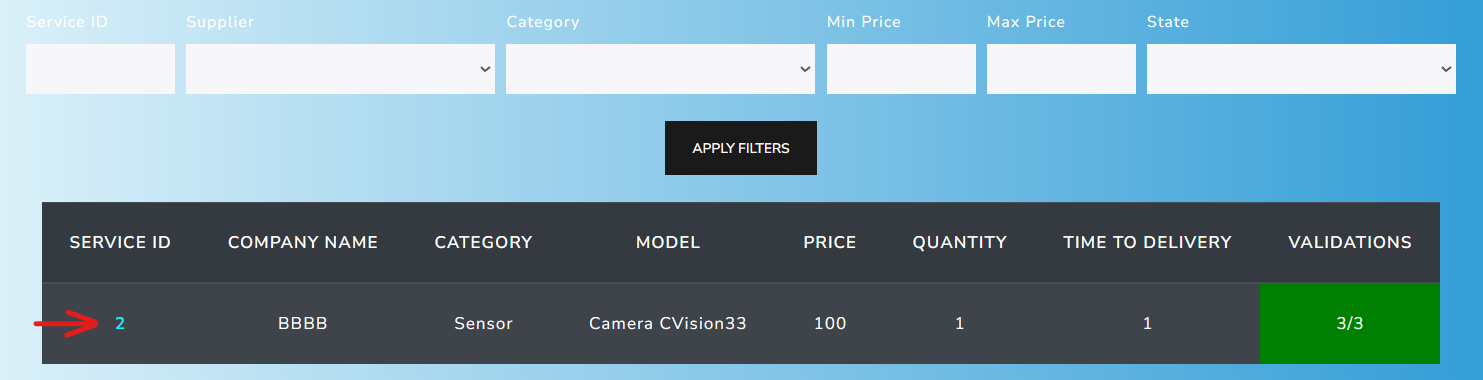 Service ID Supplier Category Min Price Max Price State
APPLY FILTERS
SERVICE ID COMPANY NAME CATEGORY MODEL PRICE QUANTITY TIME TO DELIVERY VALIDATIONS
2 BBBB Sensor Camera CVision33 100 1 1 3/3